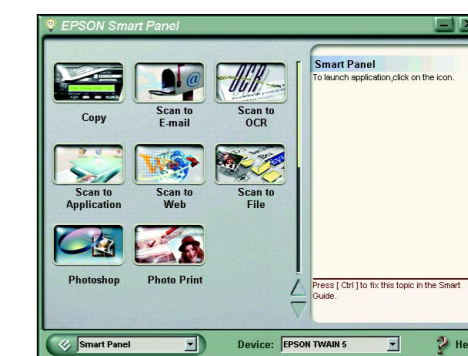 EPSON Smart Panel
Smart Panel
To launch application,click on the icon.
Copy
Scan to
E-mail
Scan to
OCR
OCR
Scan to
Application
Scan to
Web
Scan to
File
Photoshop
Photo Print
Press [ Ctrl ] to fix this topic in the Smart
Guide.
Smart Panel
Device: EPSON TWAIN 5
He